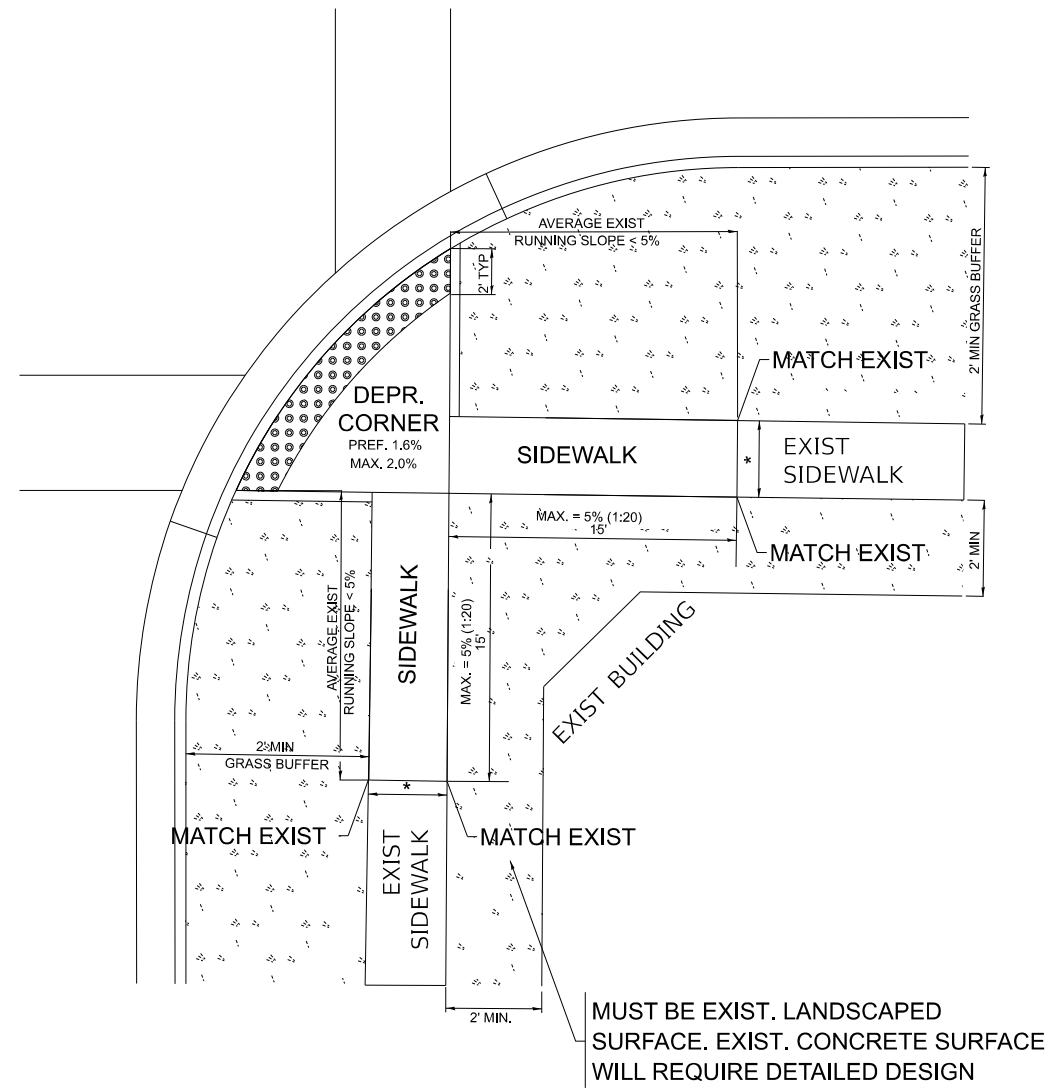 AVERAGE EXIST
RUNNING SLOPE < 5%
2' TYP
2' MIN GRASS BUFFER
MATCH EXIST
DEPR.
CORNER
PREF. 1.6%
MAX. 2.0%
SIDEWALK
*
EXIST
SIDEWALK
MAX. = 5% (1:20)
15'
MATCH EXIST
2' MIN
AVERAGE EXIST
RUNNING SLOPE < 5%
SIDEWALK
MAX. = 5% (1:20)
15'
EXIST BUILDING
2' MIN
GRASS BUFFER
*
MATCH EXIST
MATCH EXIST
EXIST
SIDEWALK
2' MIN.
MUST BE EXIST. LANDSCAPED
SURFACE. EXIST. CONCRETE SURFACE
WILL REQUIRE DETAILED DESIGN